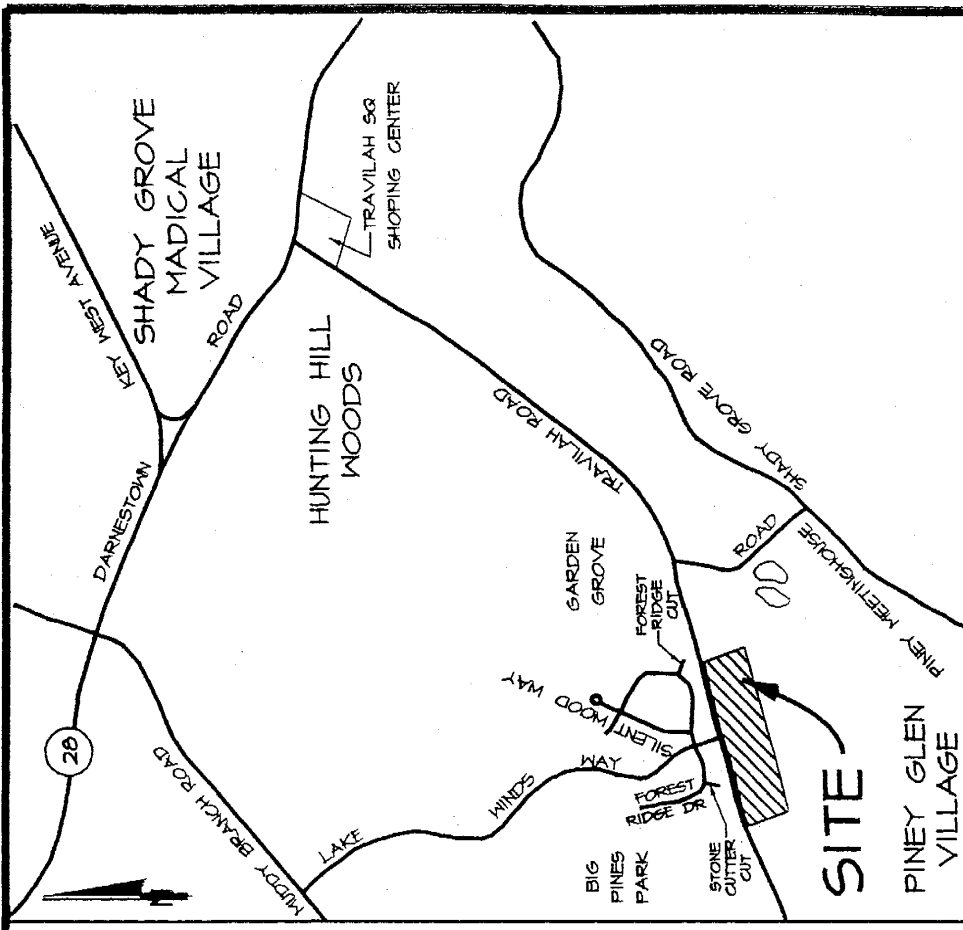 SHADY GROVE
MADICAL
VILLAGE
KEY WEST AVENUE
TRAVILAH SQ
SHOPING CENTER
ROAD
DARNESTOWN
HUNTING HILL
WOODS
28
MUDDY BRANCH ROAD
TRAVILAH ROAD
SHADY GROVE ROAD
GARDEN
GROVE
FOREST
RIDGE
CUT
ROAD
PINEY MEETINGHOUSE
SILENT WOOD WAY
LAKE
WINDS
WAY
FOREST
RIDGE DR
BIG
PINES
PARK
STONE
CUTTER
CUT
SITE
PINEY GLEN
VILLAGE